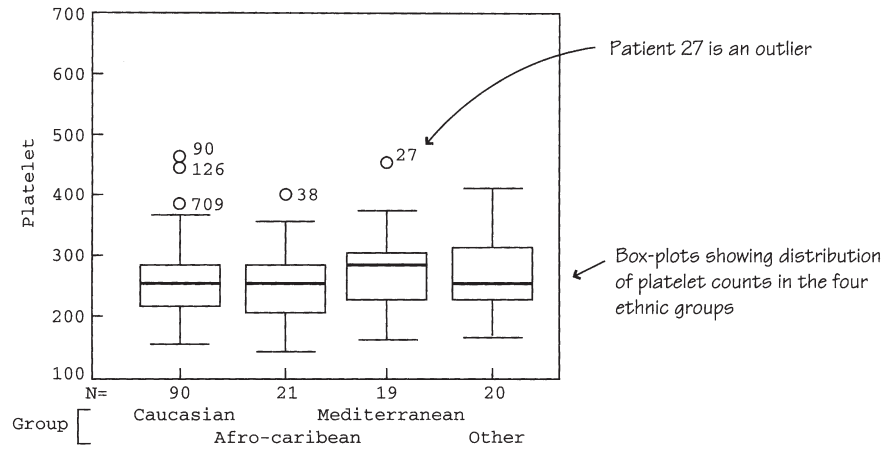 700
600
500
400
300
200
100
Platelet
90
126
709
38
27
Patient 27 is an outlier
Box-plots showing distribution
of platelet counts in the four
ethnic groups
N= 90 21 19 20
Group
Caucasian Mediterranean
Afro-caribean Other